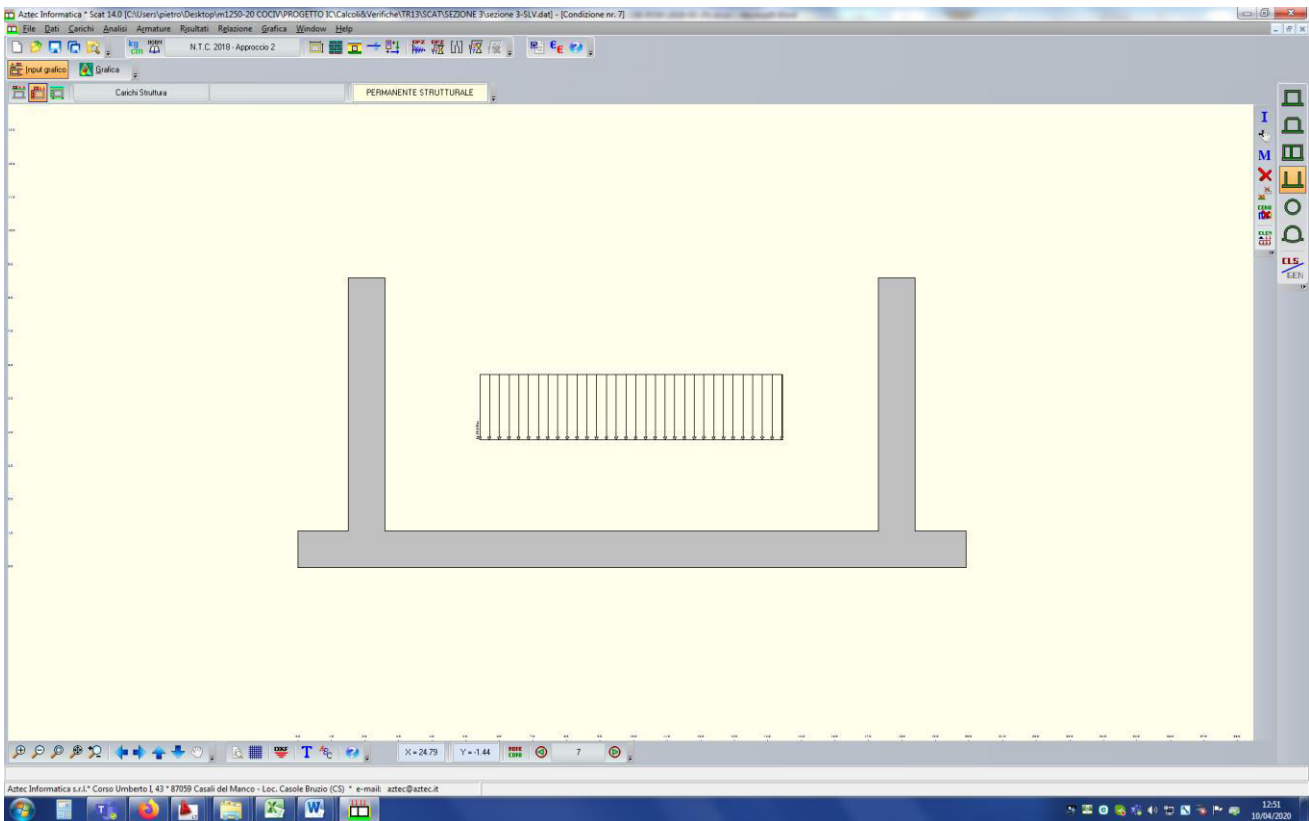 Aztec Informatica * Scat 14.0 [C:\Users\pietro\Desktop\m1250-20 COCIV\PROGETTO IC\Calcoli&Verifiche\TR13\SCAT\SEZIONE 3\sezione 3-SLV.dat] - [Condizione nr. 7]
File Dati Carichi Analisi Armature Risultati Relazione Grafica Window Help
N.T.C. 2018 - Approccio 2
Input grafico Grafica
Carichi Struttura PERMANENTE STRUTTURALE
I
M
CLS
GEN
DXF T X = 24.79 Y = -1.44 7
Aztec Informatica s.r.l.* Corso Umberto I, 43 * 87059 Casali del Manco - Loc. Casole Bruzio (CS) * e-mail: aztec@aztec.it
12:51
10/04/2020